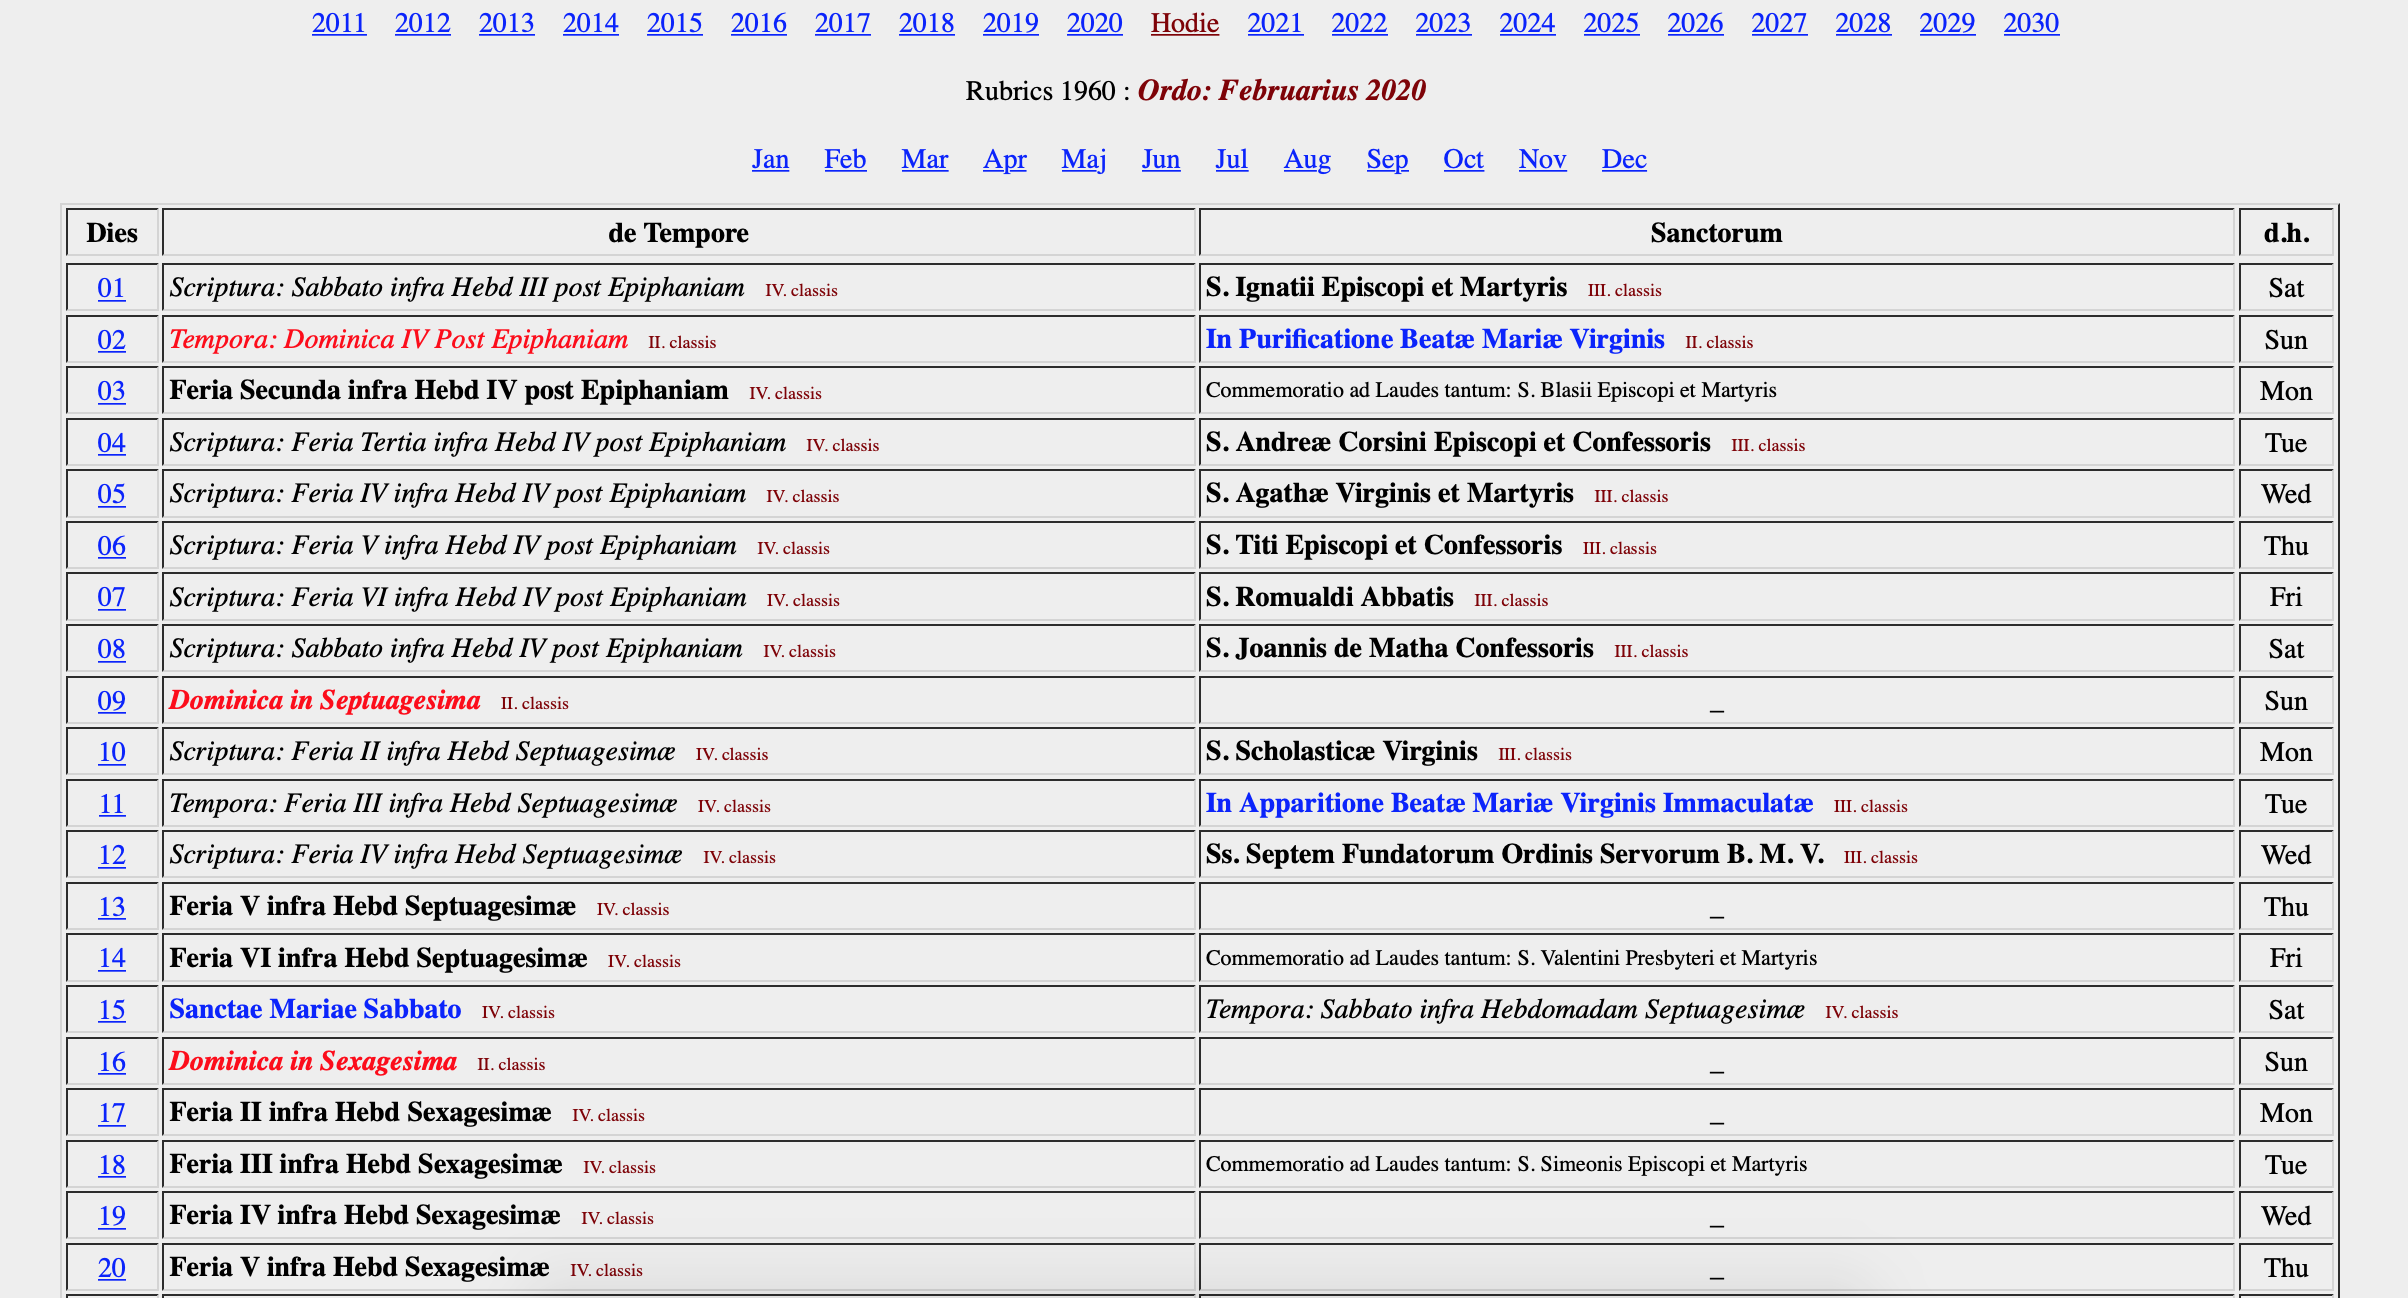 2011 2012 2013 2014 2015 2016 2017 2018 2019 2020 Hodie 2021 2022 2023 2024 2025 2026 2027 2028 2029 2030
Rubrics 1960 : Ordo: Februarius 2020
Jan Feb Mar Apr Maj Jun Jul Aug Sep Oct Nov Dec
Dies de Tempore Sanctorum d.h.
01 Scriptura: Sabbato infra Hebd III post Epiphaniam IV. classis S. Ignatii Episcopi et Martyris III. classis Sat
02 Tempora: Dominica IV Post Epiphaniam II. classis In Purificatione Beatæ Mariæ Virginis II. classis Sun
03 Feria Secunda infra Hebd IV post Epiphaniam IV. classis Commemoratio ad Laudes tantum: S. Blasii Episcopi et Martyris Mon
04 Scriptura: Feria Tertia infra Hebd IV post Epiphaniam IV. classis S. Andreæ Corsini Episcopi et Confessoris III. classis Tue
05 Scriptura: Feria IV infra Hebd IV post Epiphaniam IV. classis S. Agathæ Virginis et Martyris III. classis Wed
06 Scriptura: Feria V infra Hebd IV post Epiphaniam IV. classis S. Titi Episcopi et Confessoris III. classis Thu
07 Scriptura: Feria VI infra Hebd IV post Epiphaniam IV. classis S. Romualdi Abbatis III. classis Fri
08 Scriptura: Sabbato infra Hebd IV post Epiphaniam IV. classis S. Joannis de Matha Confessoris III. classis Sat
09 Dominica in Septuagesima II. classis _ Sun
10 Scriptura: Feria II infra Hebd Septuagesimæ IV. classis S. Scholasticæ Virginis III. classis Mon
11 Tempora: Feria III infra Hebd Septuagesimæ IV. classis In Apparitione Beatæ Mariæ Virginis Immaculatæ III. classis Tue
12 Scriptura: Feria IV infra Hebd Septuagesimæ IV. classis Ss. Septem Fundatorum Ordinis Servorum B. M. V. III. classis Wed
13 Feria V infra Hebd Septuagesimæ IV. classis _ Thu
14 Feria VI infra Hebd Septuagesimæ IV. classis Commemoratio ad Laudes tantum: S. Valentini Presbyteri et Martyris Fri
15 Sanctae Mariae Sabbato IV. classis Tempora: Sabbato infra Hebdomadam Septuagesimæ IV. classis Sat
16 Dominica in Sexagesima II. classis _ Sun
17 Feria II infra Hebd Sexagesimæ IV. classis _ Mon
18 Feria III infra Hebd Sexagesimæ IV. classis Commemoratio ad Laudes tantum: S. Simeonis Episcopi et Martyris Tue
19 Feria IV infra Hebd Sexagesimæ IV. classis _ Wed
20 Feria V infra Hebd Sexagesimæ IV. classis _ Thu